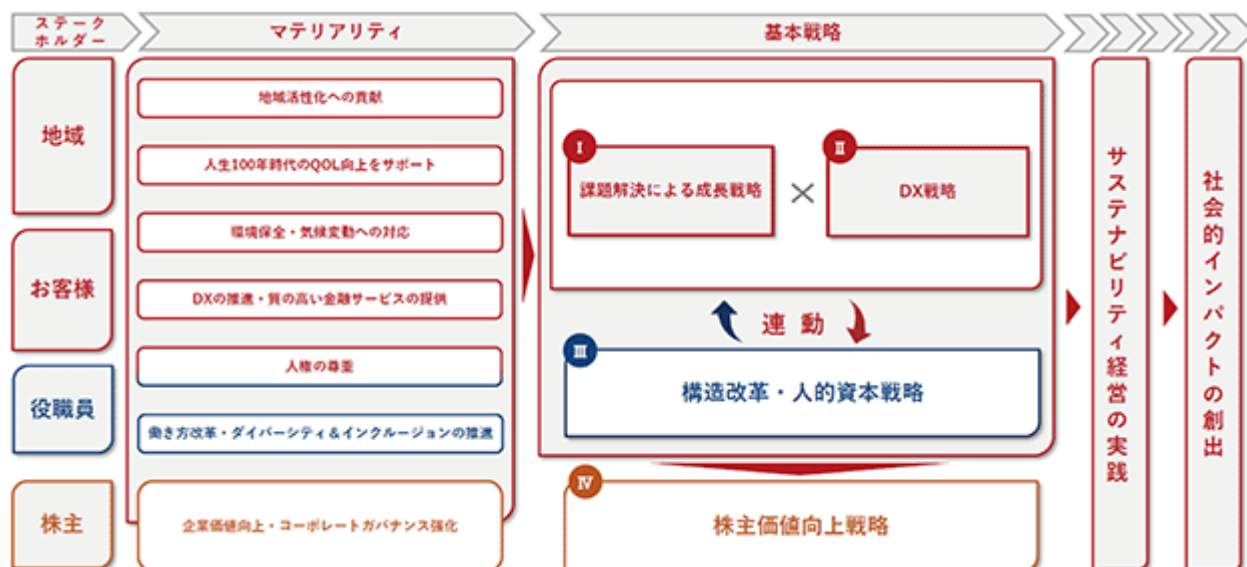 ステーク
ホルダー
マテリアリティ
基本戦略
地域
お客様
役職員
株主
地域活性化への貢献
人生100年時代のQOL向上をサポート
環境保全・気候変動への対応
DXの推進・質の高い金融サービスの提供
人権の尊重
働き方改革・ダイバーシティ&インクルージョンの推進
企業価値向上・コーポレートガバナンス強化
I
課題解決による成長戦略
×
II
DX戦略
連動
III
構造改革・人的資本戦略
IV
株主価値向上戦略
サステナビリティ経営の実践
社会的インパクトの創出